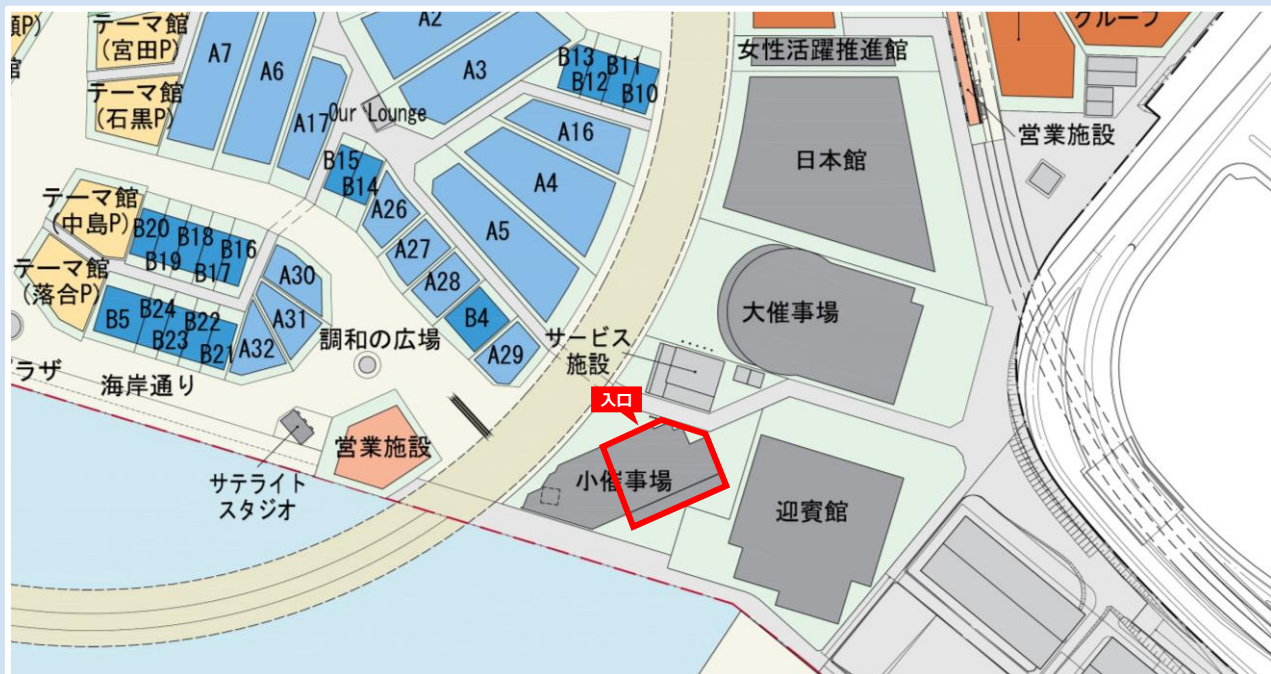 テーマ館
(宮田P)
テーマ館
(石黒P)
A7
A6
A2
A3
A17
Our Lounge
B13
B11
B12
B10
女性活躍推進館
グループ
営業施設
日本館
A16
A4
A5
B15
B14
A26
A27
A28
B4
A29
テーマ館
(中島P)
B20
B18
B16
B19
B17
A30
テーマ館
(落合P)
B5
B24
B22
B23
B21
A31
A32
調和の広場
海岸通り
ラザ
サービス
施設
大催事場
入口
営業施設
サテライト
スタジオ
小催事場
迎賓館